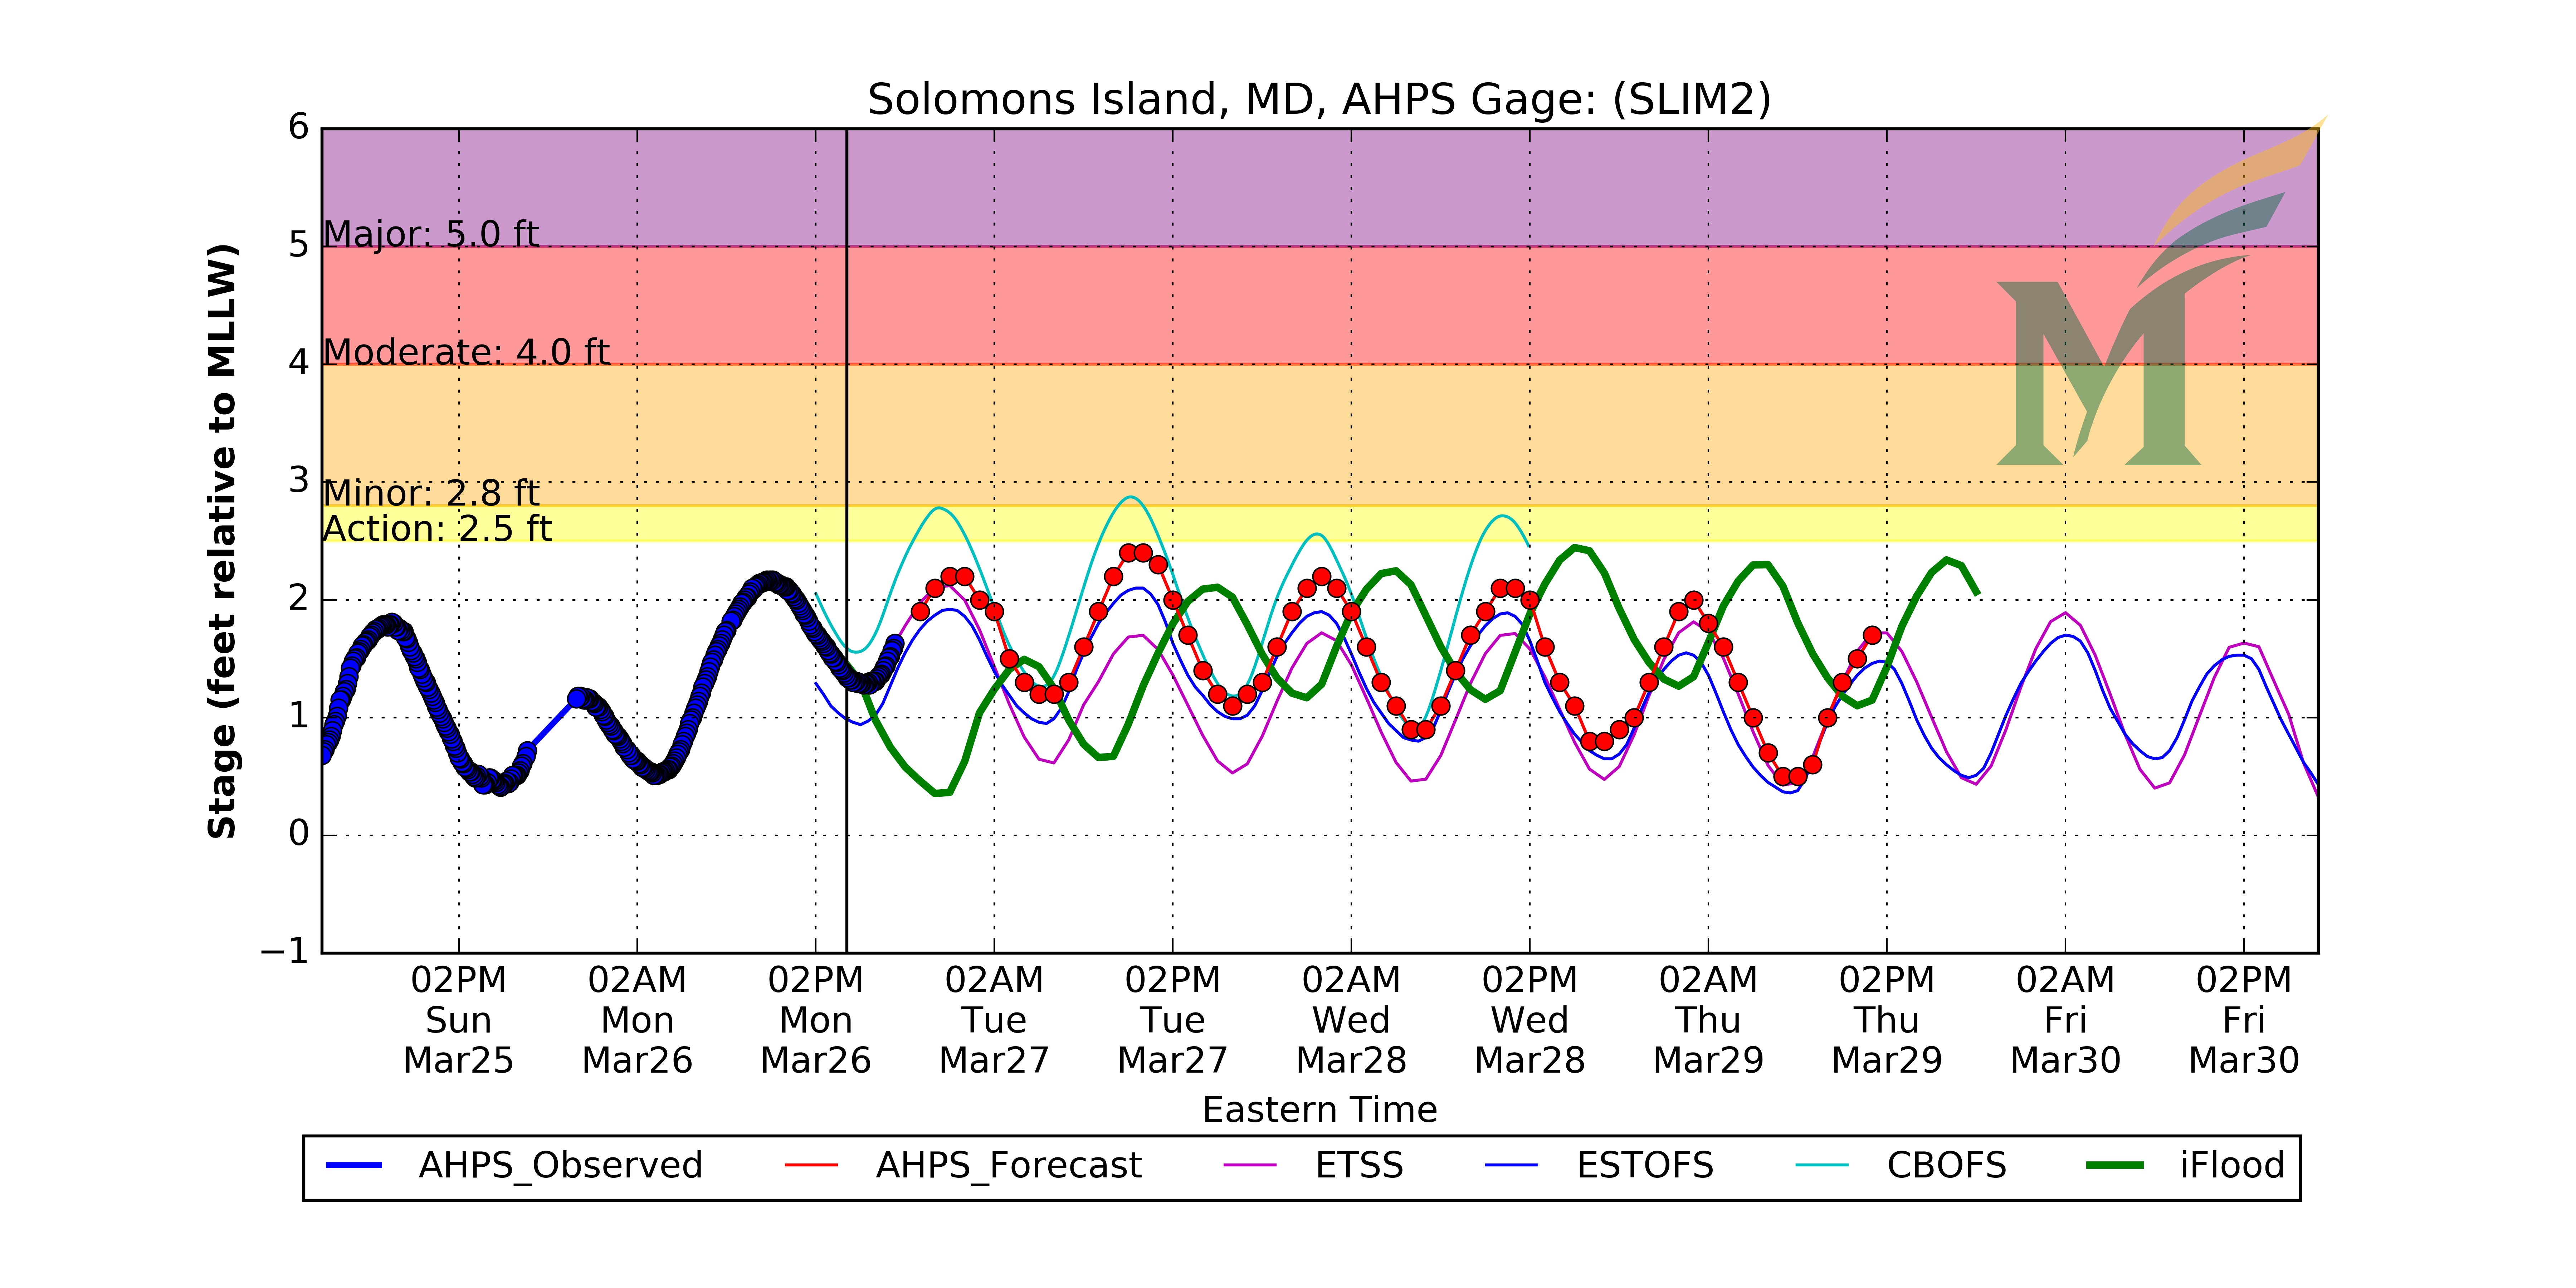 Solomons Island, MD, AHPS Gage: (SLIM2)
Stage (feet relative to MLLW)
6
5
4
3
2
1
0
−1
Major: 5.0 ft
Moderate: 4.0 ft
Minor: 2.8 ft
Action: 2.5 ft
M
02PM 02AM 02PM 02AM 02PM 02AM 02PM 02AM 02PM 02AM 02PM
Sun Mon Mon Tue Tue Wed Wed Thu Thu Fri Fri
Mar25 Mar26 Mar26 Mar27 Mar27 Mar28 Mar28 Mar29 Mar29 Mar30 Mar30
Eastern Time
AHPS_Observed AHPS_Forecast ETSS ESTOFS CBOFS iFlood